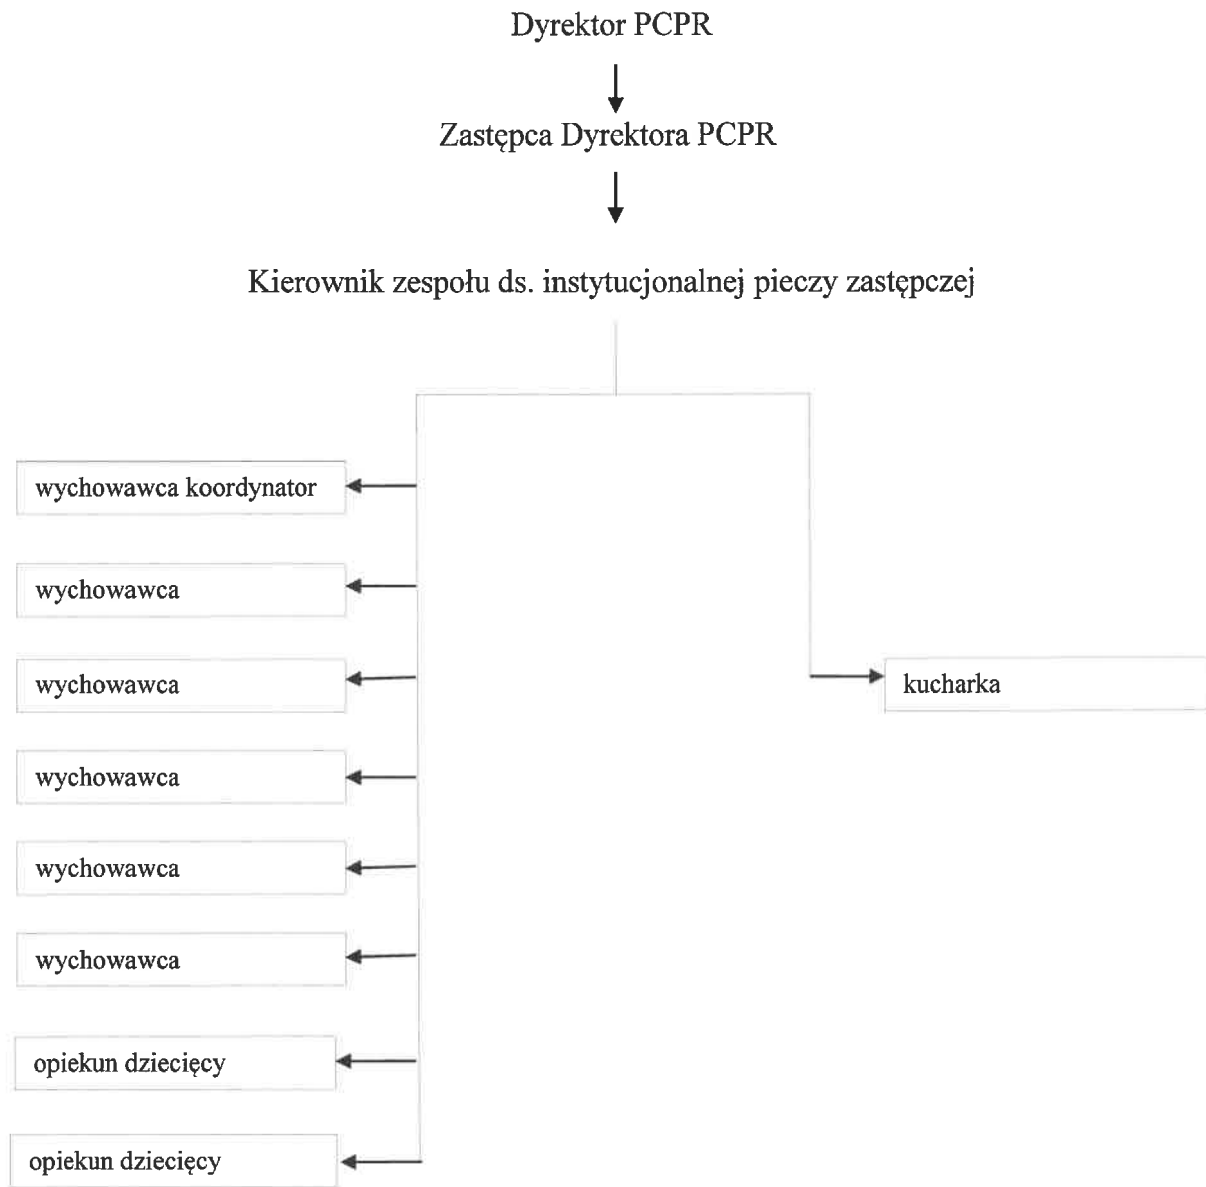 Dyrektor PCPR
Zastępca Dyrektora PCPR
Kierownik zespołu ds. instytucjonalnej pieczy zastępczej
wychowawca koordynator
wychowawca
wychowawca
wychowawca
wychowawca
wychowawca
opiekun dziecięcy
opiekun dziecięcy
kucharka